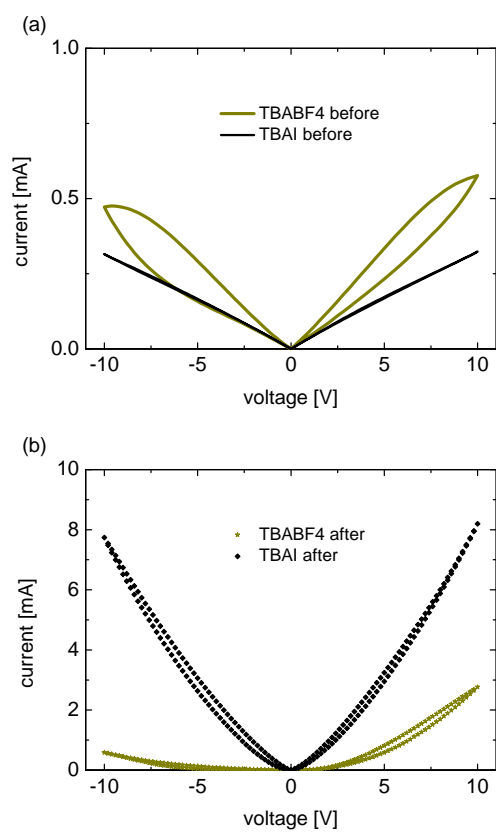 (a)
1.0
TBABF4 before
TBAI before
0.5
current [mA]
0.0
-10 -5 0 5 10
voltage [V]
(b)
10
8
TBABF4 after
TBAI after
6
current [mA]
4
2
0
-10 -5 0 5 10
voltage [V]